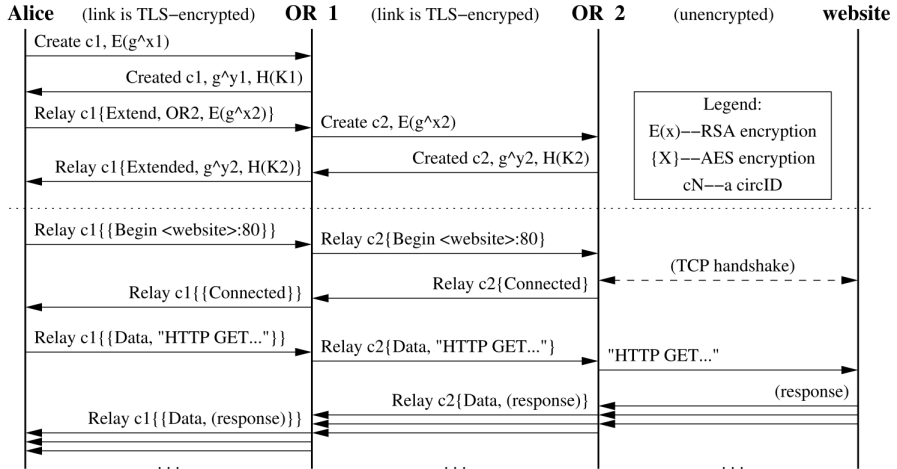 Alice (link is TLS−encrypted) OR 1 (link is TLS−encryped) OR 2 (unencrypted) website
Create c1, E(g^x1)
Created c1, g^y1, H(K1)
Relay c1{Extend, OR2, E(g^x2)}
Create c2, E(g^x2)
Created c2, g^y2, H(K2)
Relay c1{Extended, g^y2, H(K2)}
Legend:
E(x)−−RSA encryption
{X}−−AES encryption
cN−−a circID
Relay c1{{Begin <website>:80}}
Relay c2{Begin <website>:80}
(TCP handshake)
Relay c2{Connected}
Relay c1{{Connected}}
Relay c1{{Data, "HTTP GET..."}}
Relay c2{Data, "HTTP GET..."}
"HTTP GET..."
(response)
Relay c2{Data, (response)}
Relay c1{{Data, (response)}}
. . . . . . . . .